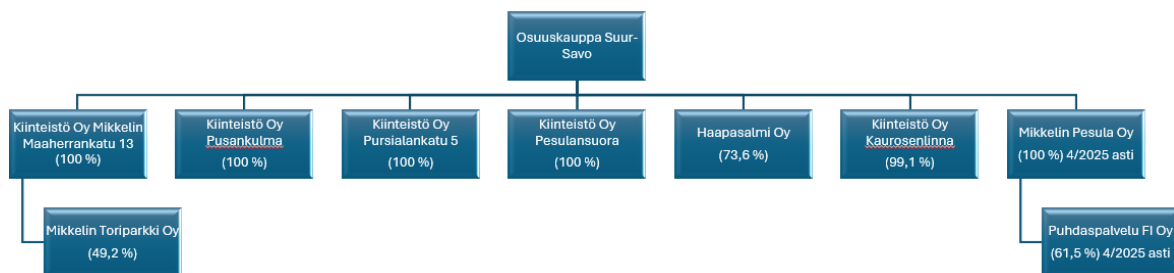 Osuuskauppa Suur-
Savo
Kiinteistö Oy Mikkelin
Maaherrankatu 13
(100 %)
Kiinteistö Oy
Pusankulma
(100 %)
Kiinteistö Oy
Pursialankatu 5
(100 %)
Kiinteistö Oy
Pesulansuora
(100 %)
Haapasalmi Oy
(73,6 %)
Kiinteistö Oy
Kaurosenlinna
(99,1 %)
Mikkelin Pesula Oy
(100 %) 4/2025 asti
Mikkelin Toriparkki Oy
(49,2 %)
Puhdaspalvelu FI Oy
(61,5 %) 4/2025 asti